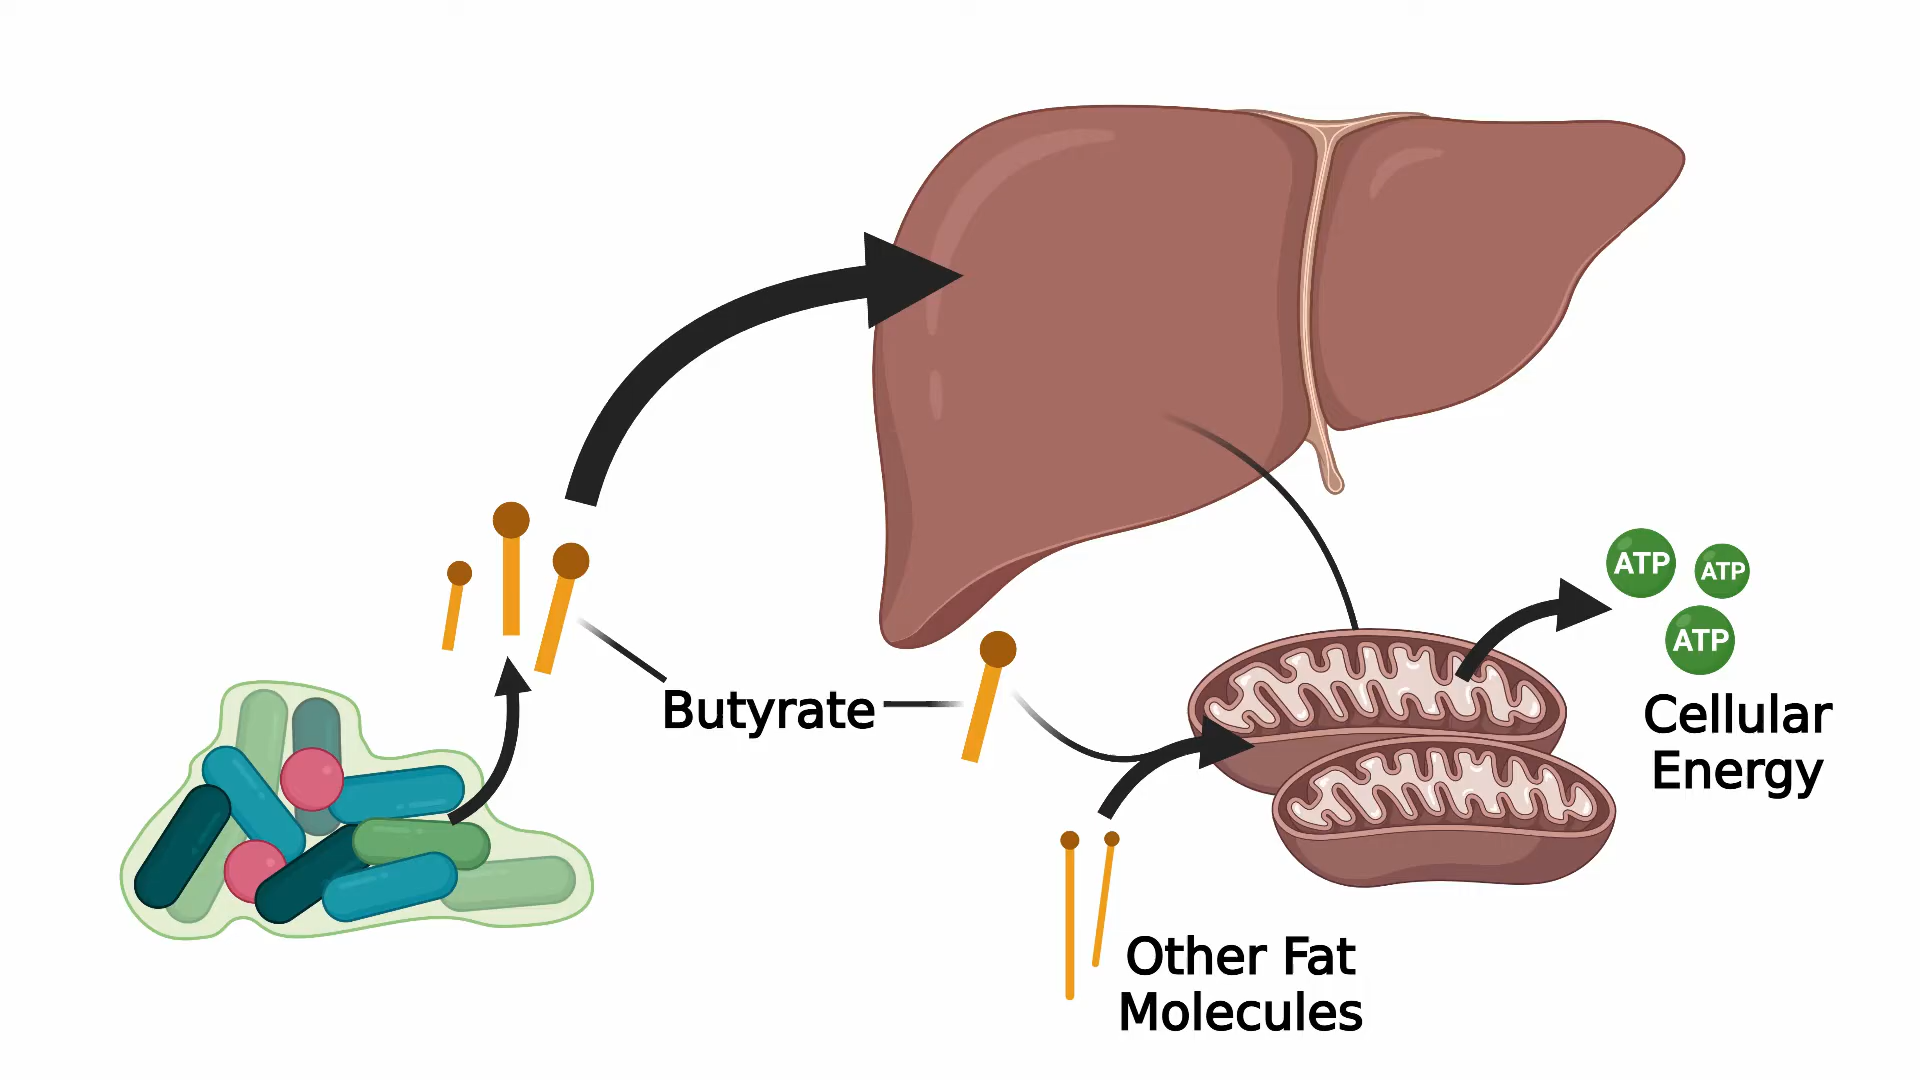 ATP
ATP
ATP
Butyrate
Cellular
Energy
Other Fat
Molecules